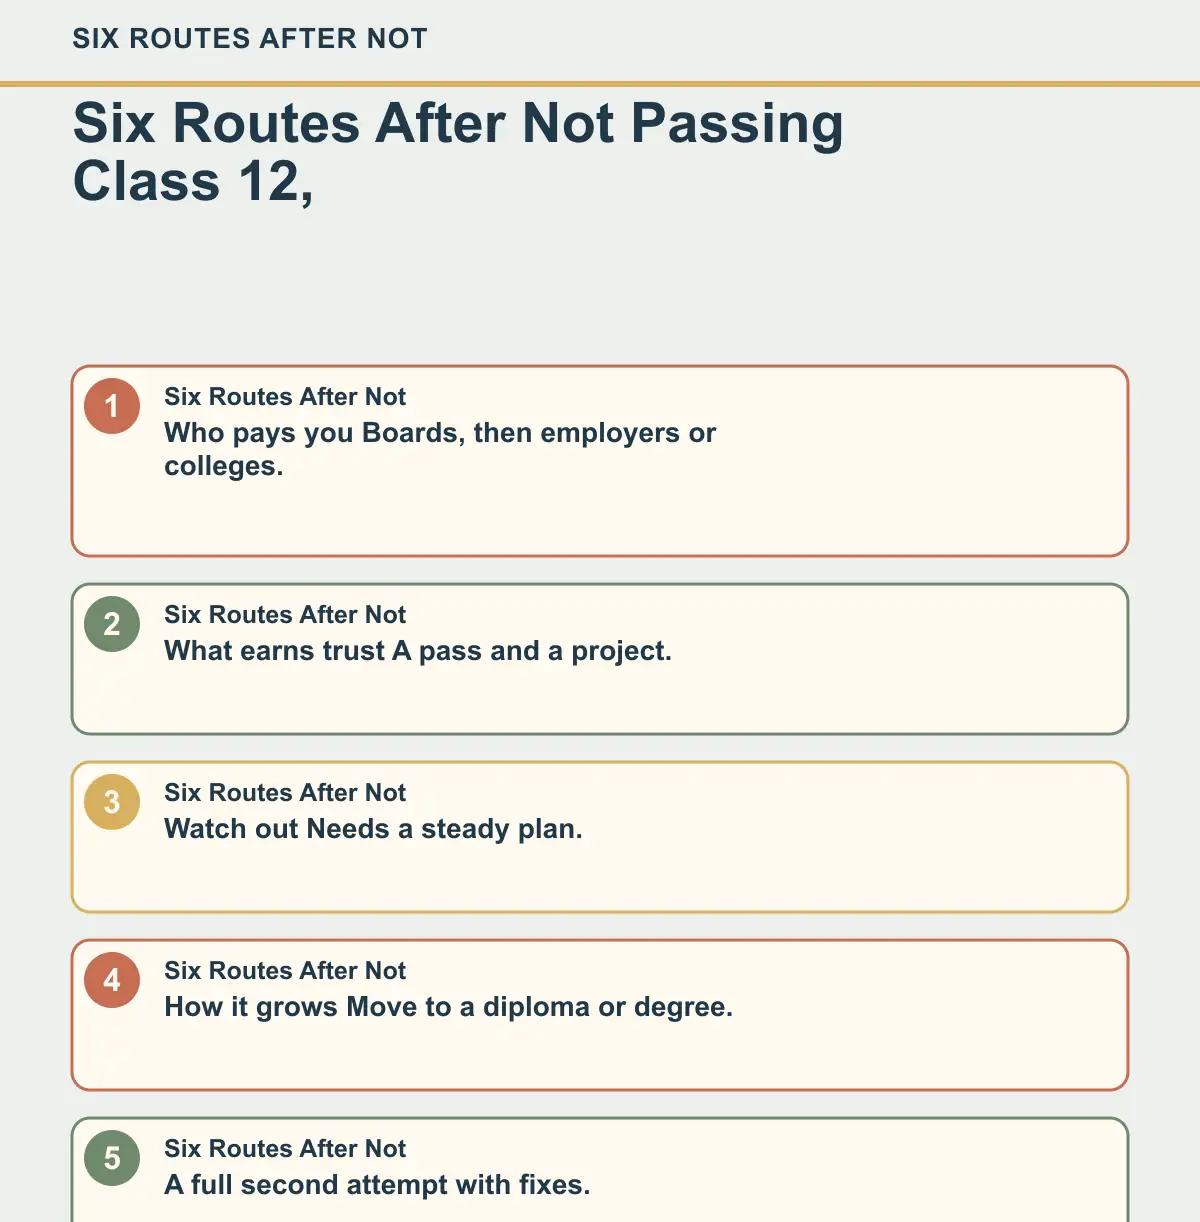 SIX ROUTES AFTER NOT
Six Routes After Not Passing
Class 12,
1
Six Routes After Not
Who pays you Boards, then employers or
colleges.
2
Six Routes After Not
What earns trust A pass and a project.
3
Six Routes After Not
Watch out Needs a steady plan.
4
Six Routes After Not
How it grows Move to a diploma or degree.
5
Six Routes After Not
A full second attempt with fixes.